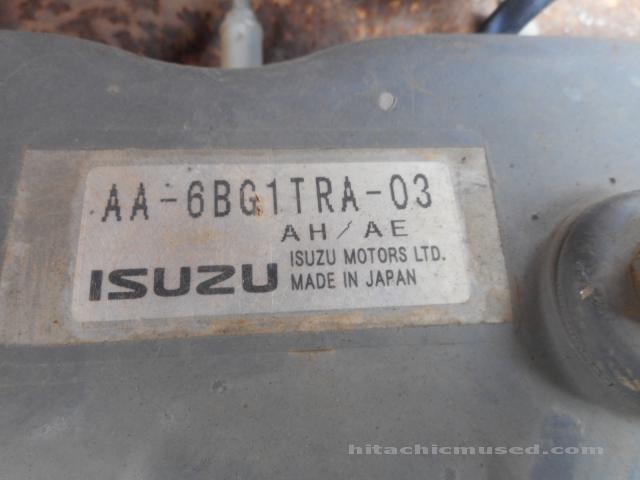 AA-6BG1TRA-03
AH/AE
ISUZU
ISUZU MOTORS LTD.
MADE IN JAPAN
hitachicmused.com